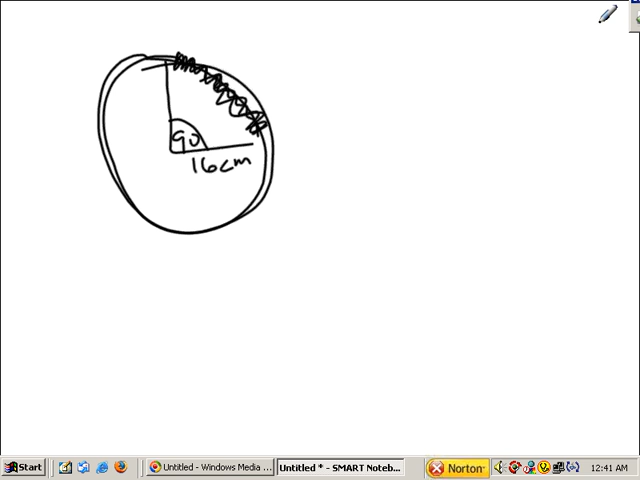 90
16cm
Start
Untitled - Windows Media ...
Untitled * - SMART Noteb...
Norton
12:41 AM